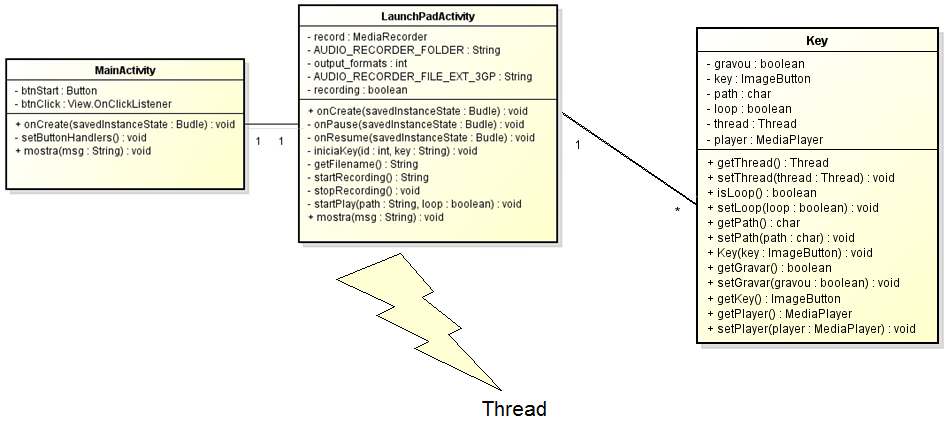 MainActivity
- btnStart : Button
- btnClick : View.OnClickListener
+ onCreate(savedInstanceState : Budle) : void
- setButtonHandlers() : void
+ mostra(msg : String) : void
1 1
LaunchPadActivity
- record : MediaRecorder
- AUDIO_RECORDER_FOLDER : String
- output_formats : int
- AUDIO_RECORDER_FILE_EXT_3GP : String
- recording : boolean
+ onCreate(savedInstanceState : Budle) : void
- onPause(savedInstanceState : Budle) : void
- onResume(savedInstanceState : Budle) : void
- iniciaKey(id : int, key : String) : void
- getFilename() : String
- startRecording() : String
- stopRecording() : void
- startPlay(path : String, loop : boolean) : void
+ mostra(msg : String) : void
1
*
Key
- gravou : boolean
- key : ImageButton
- path : char
- loop : boolean
- thread : Thread
- player : MediaPlayer
+ getThread() : Thread
+ setThread(thread : Thread) : void
+ isLoop() : boolean
+ setLoop(loop : boolean) : void
+ getPath() : char
+ setPath(path : char) : void
+ Key(key : ImageButton) : void
+ getGravar() : boolean
+ setGravar(gravou : boolean) : void
+ getKey() : ImageButton
+ getPlayer() : MediaPlayer
+ setPlayer(player : MediaPlayer) : void
Thread